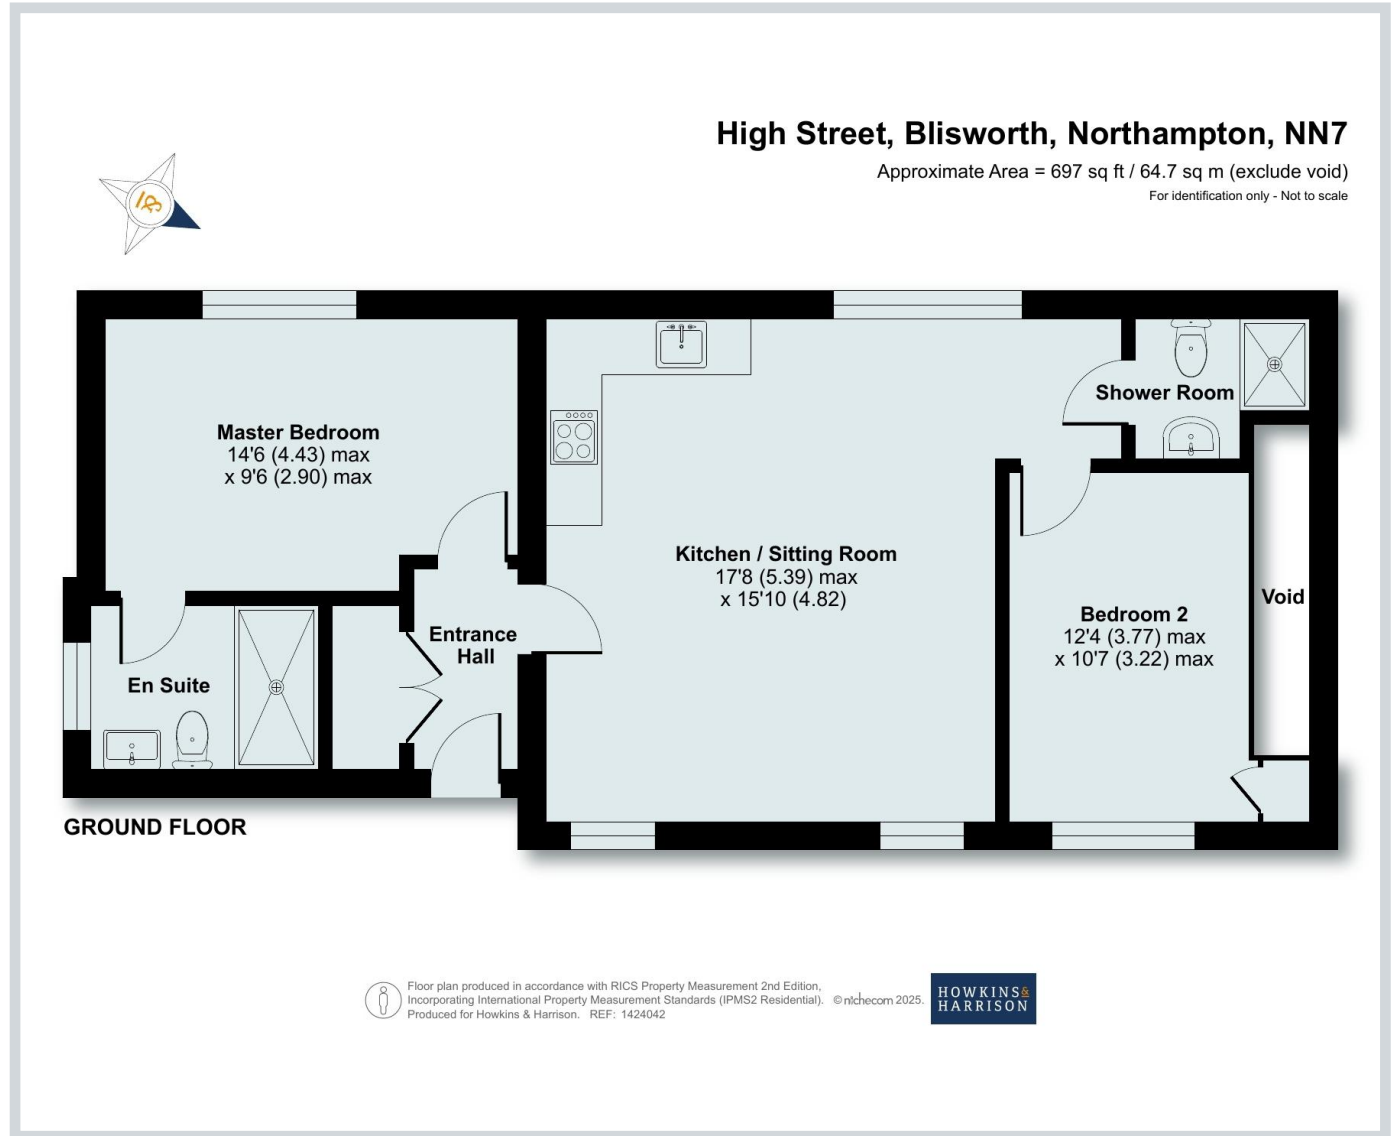 High Street, Blisworth, Northampton, NN7
Approximate Area = 697 sq ft / 64.7 sq m (exclude void)
For identification only - Not to scale
Master Bedroom
14'6 (4.43) max
x 9'6 (2.90) max
Shower Room
Kitchen / Sitting Room
17'8 (5.39) max
x 15'10 (4.82)
Void
Bedroom 2
12'4 (3.77) max
x 10'7 (3.22) max
Entrance
Hall
En Suite
GROUND FLOOR
Floor plan produced in accordance with RICS Property Measurement 2nd Edition,
Incorporating International Property Measurement Standards (IPMS2 Residential). © nichecom 2025.
Produced for Howkins & Harrison. REF: 1424042
HOWKINS&
HARRISON